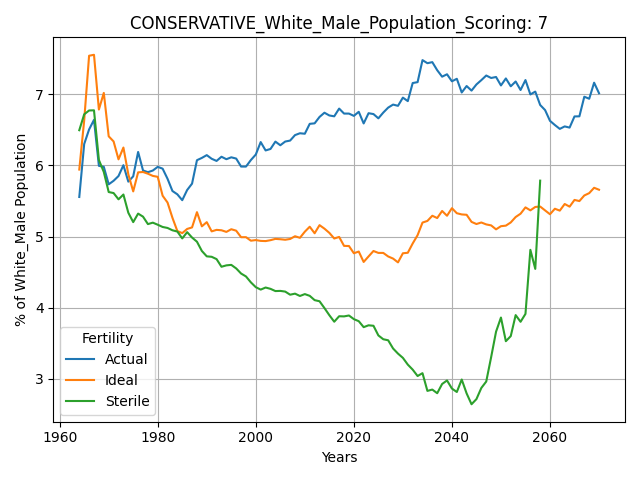 CONSERVATIVE_White_Male_Population_Scoring: 7
% of White_Male Population
7
6
5
4
3
Fertility
Actual
Ideal
Sterile
1960
1980
2000
2020
2040
2060
Years